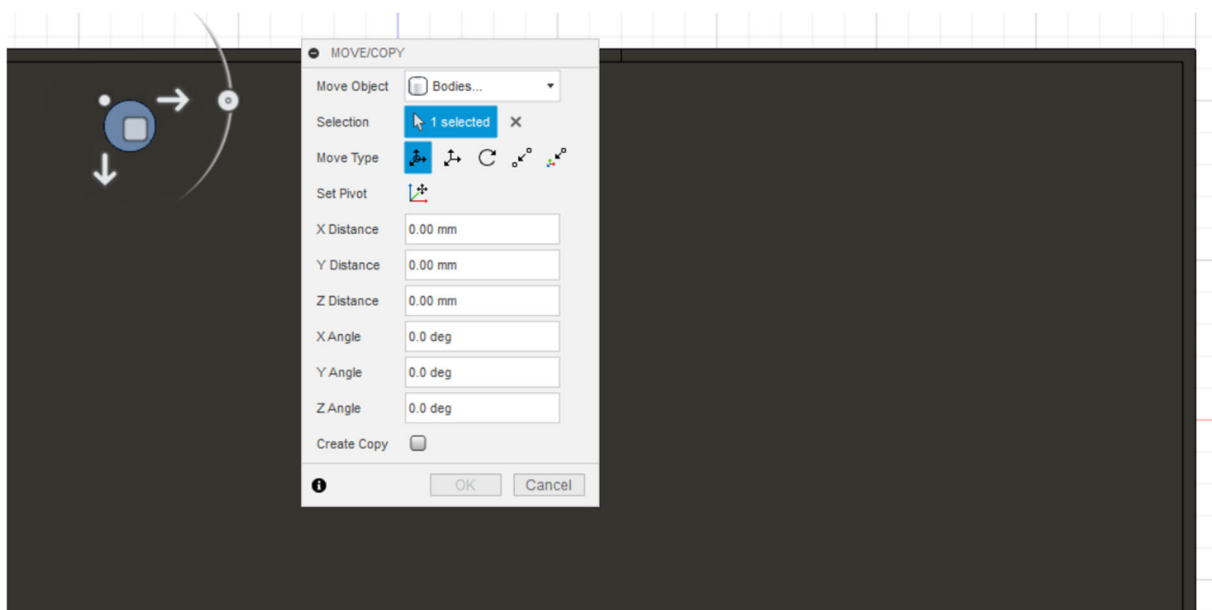 MOVE/COPY
Move Object Bodies...
Selection 1 selected
Move Type
Set Pivot
X Distance 0.00 mm
Y Distance 0.00 mm
Z Distance 0.00 mm
X Angle 0.0 deg
Y Angle 0.0 deg
Z Angle 0.0 deg
Create Copy
OK Cancel